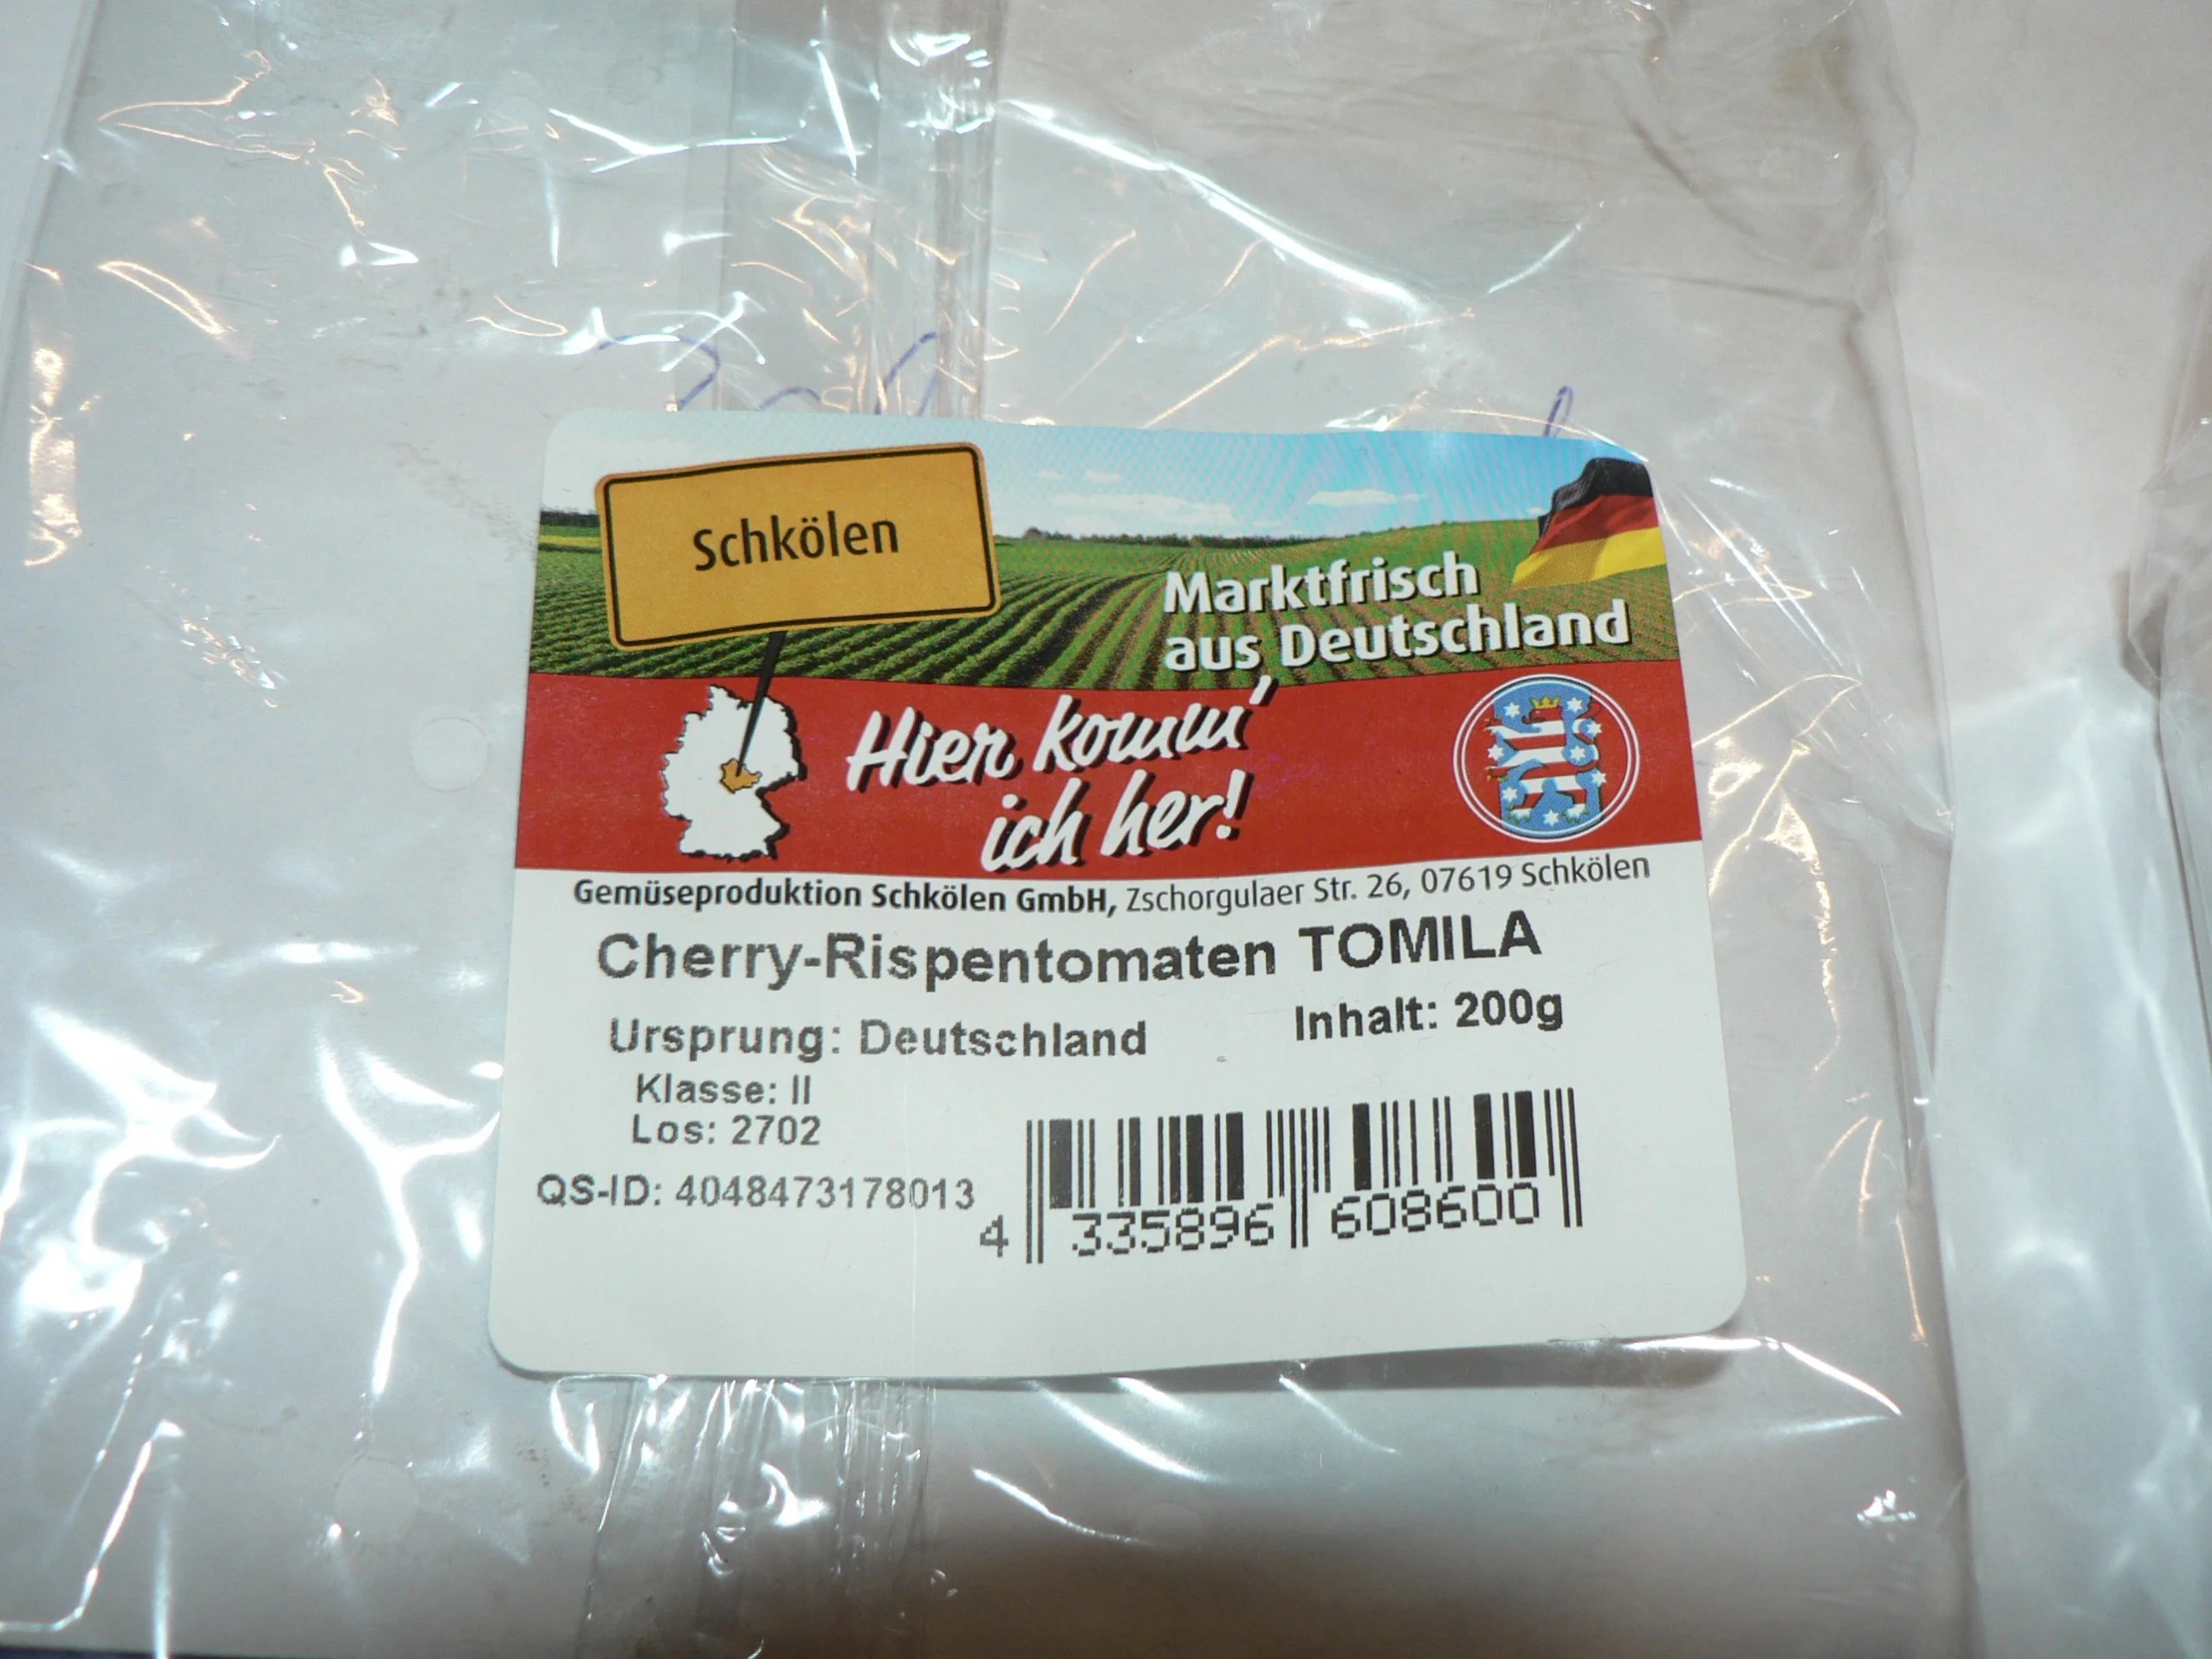 Schkölen
Marktfrisch
aus Deutschland
Hier komm'
ich her!
Gemüseproduktion Schkölen GmbH, Zschorgulaer Str. 26, 07619 Schkölen
Cherry-Rispentomaten TOMILA
Ursprung: Deutschland
Inhalt: 200g
Klasse: II
Los: 2702
QS-ID: 4048473178013
4 335896 608600